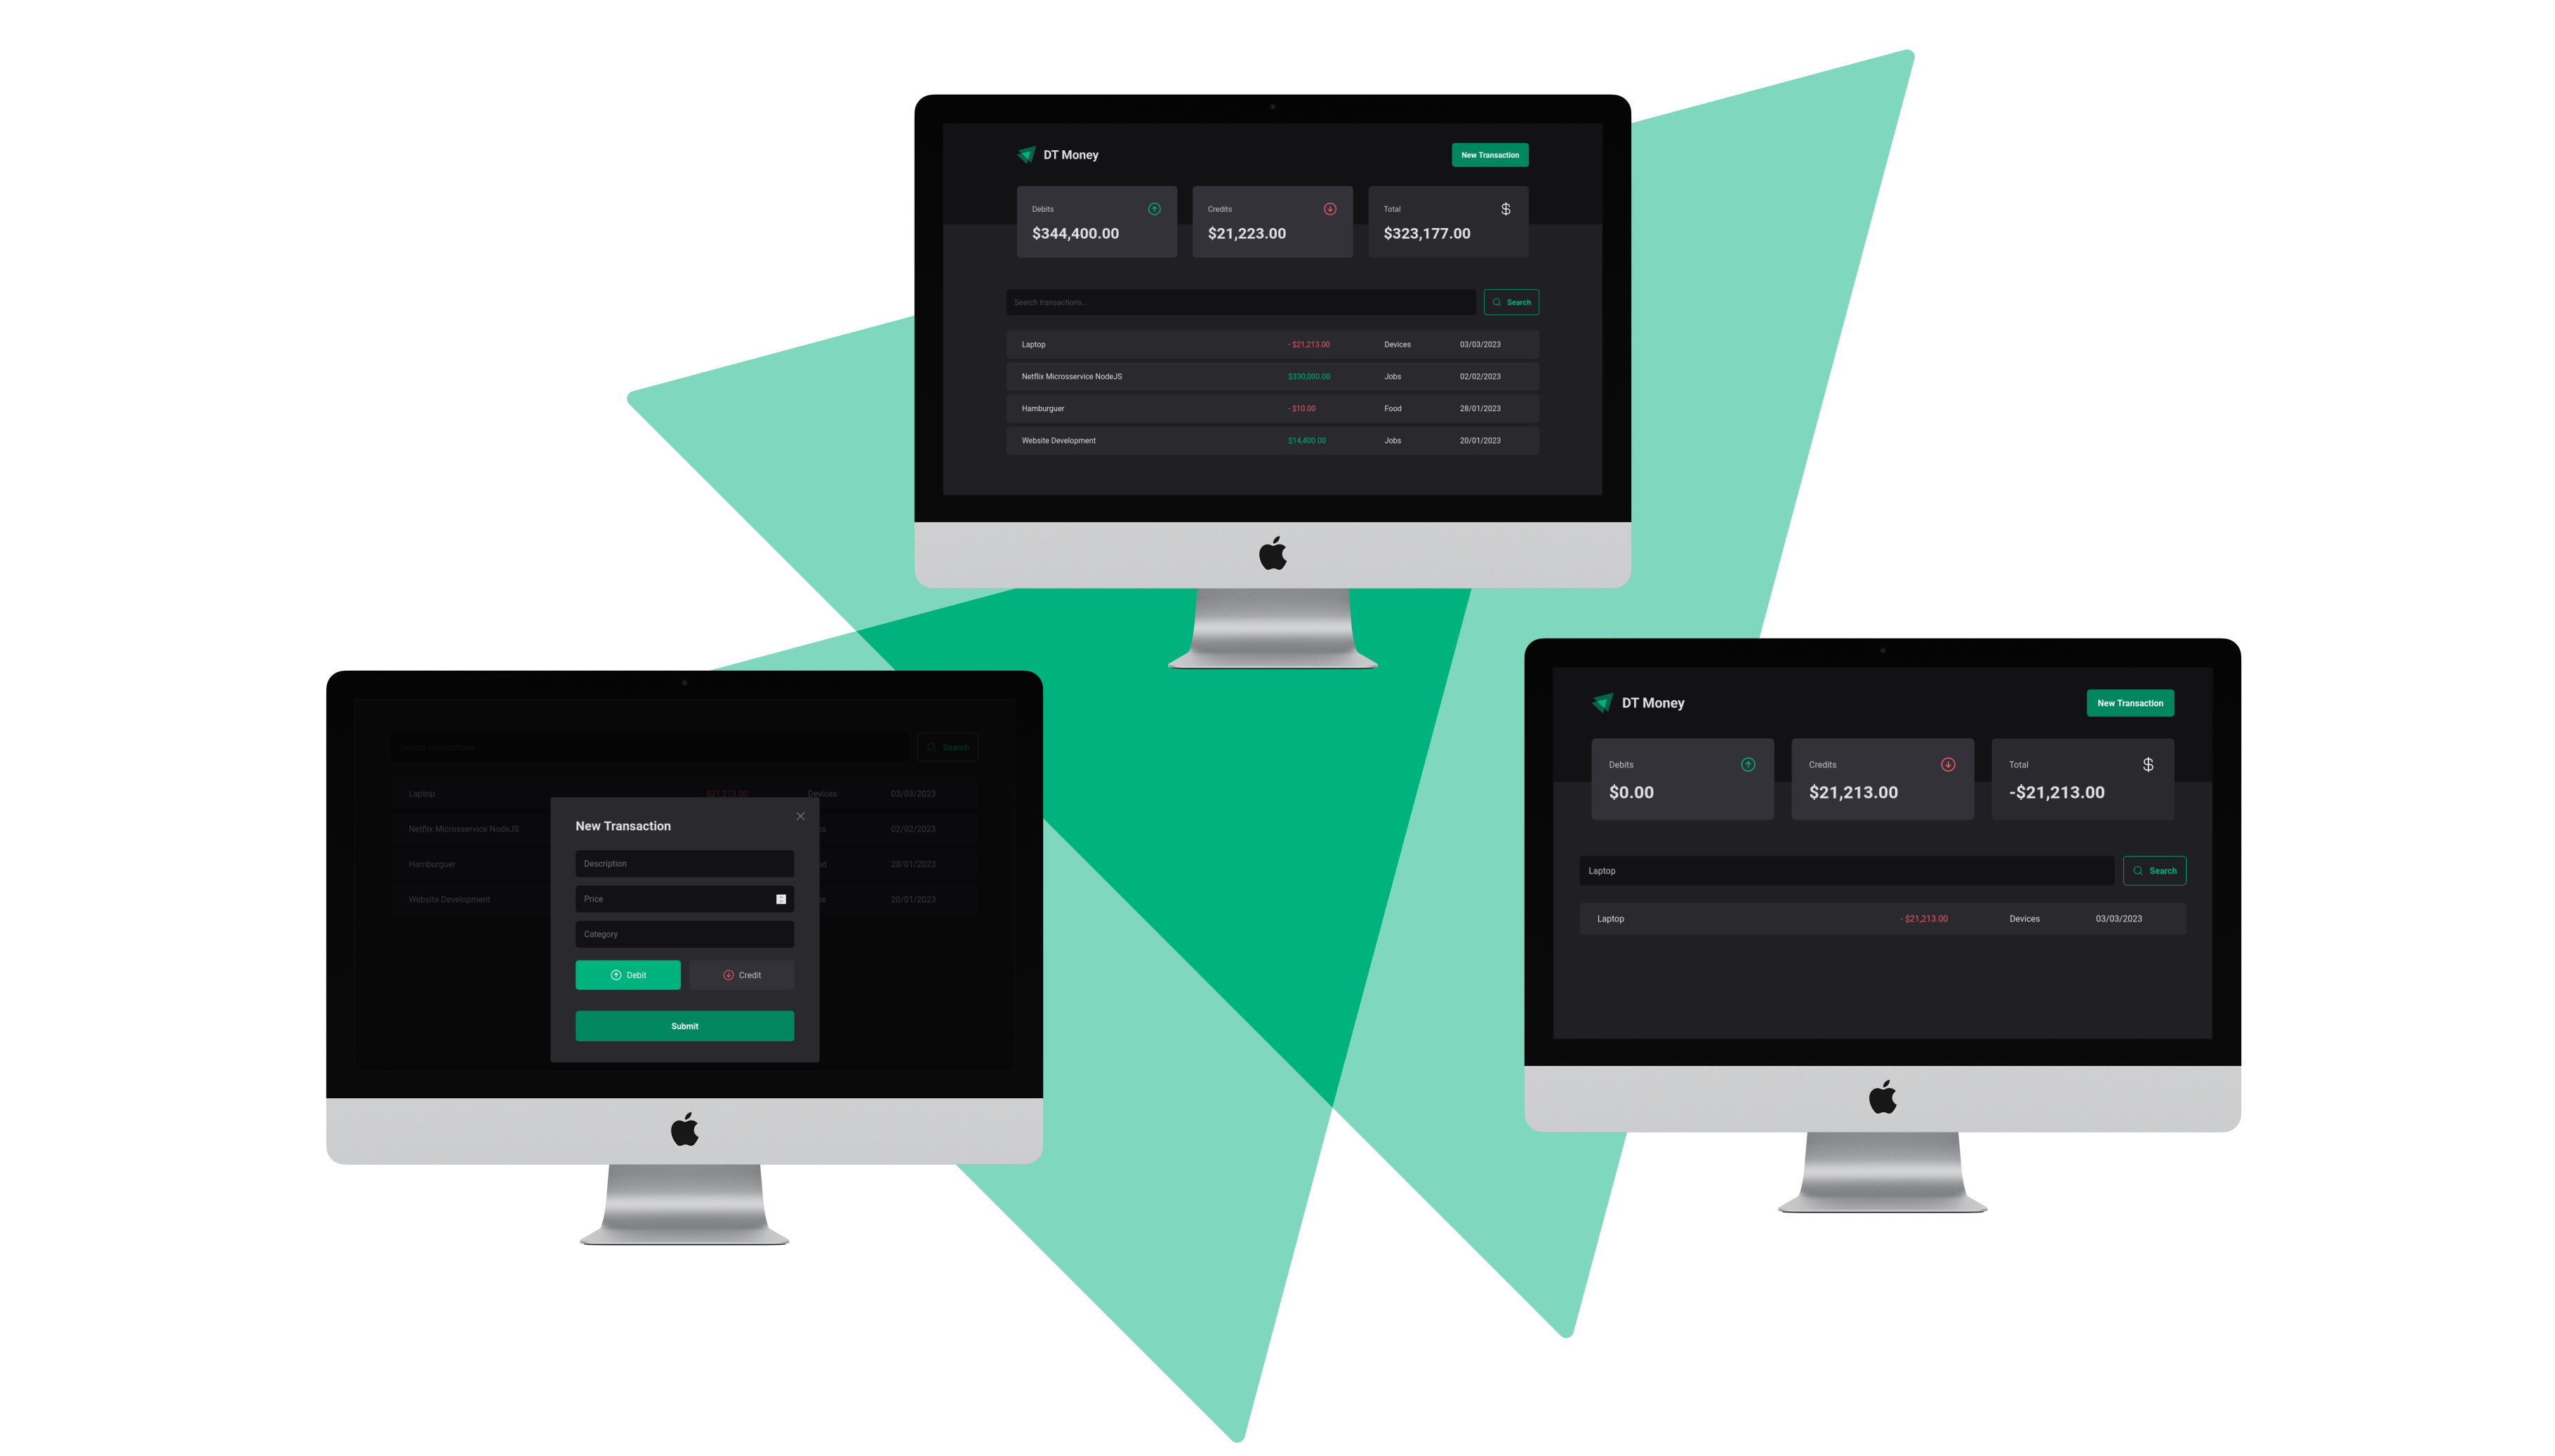 DT Money
New Transaction
Debits
Credits
Total
$
$344,400.00
$21,223.00
$323,177.00
Search transactions...
Search
Laptop - $21,213.00 Devices 03/03/2023
Netflix Microsservice NodeJS $330,000.00 Jobs 02/02/2023
Hamburguer - $10.00 Food 28/01/2023
Website Development $14,400.00 Jobs 20/01/2023
Search transactions...
Search
Laptop - $21,213.00 Devices 03/03/2023
Netflix Microsservice NodeJS bs 02/02/2023
Hamburguer od 28/01/2023
Website Development bs 20/01/2023
New Transaction
Description
Price
Category
Debit
Credit
Submit
DT Money
New Transaction
Debits
Credits
Total
$
$0.00
$21,213.00
-$21,213.00
Laptop
Search
Laptop - $21,213.00 Devices 03/03/2023